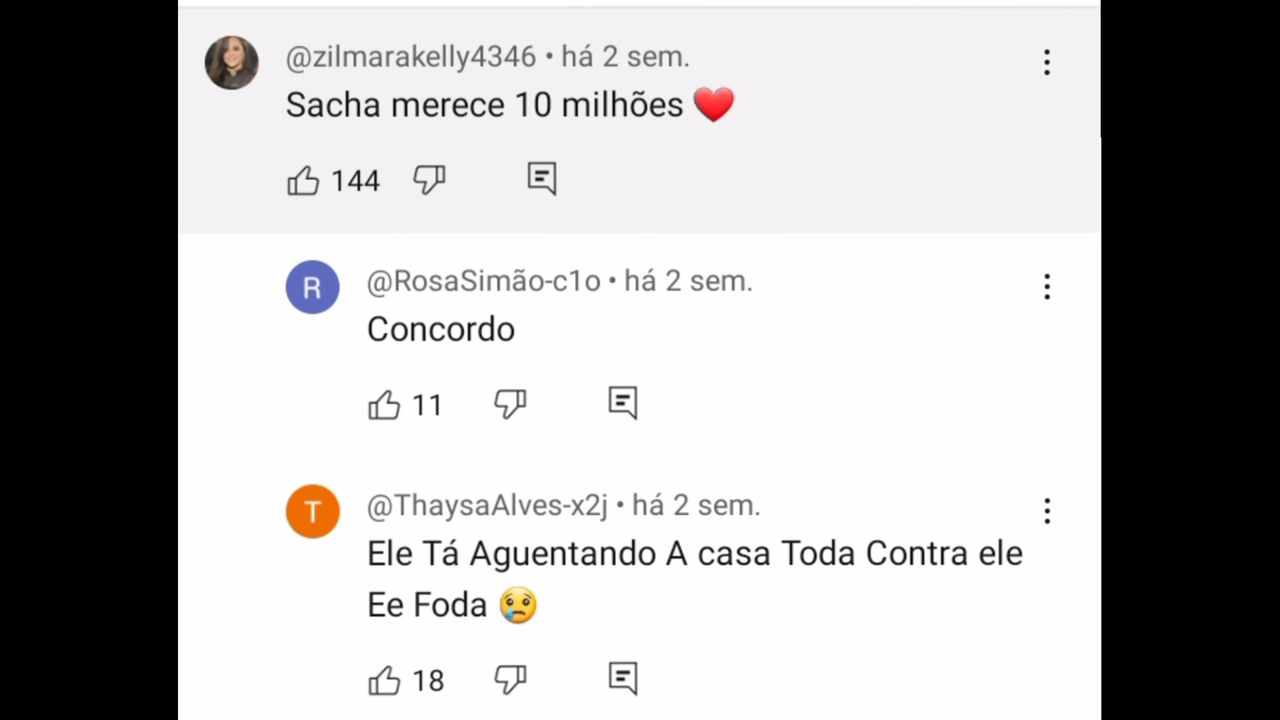 @zilmarakelly4346 • há 2 sem.
Sacha merece 10 milhões ❤️
144
R
@RosaSimão-c1o • há 2 sem.
Concordo
11
T
@ThaysaAlves-x2j • há 2 sem.
Ele Tá Aguentando A casa Toda Contra ele
Ee Foda 😢
18